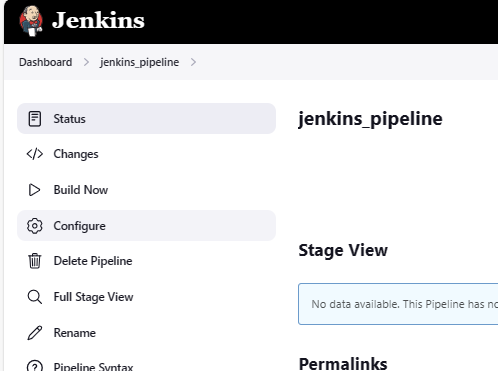 Jenkins
Dashboard
jenkins_pipeline
Status
Changes
Build Now
Configure
Delete Pipeline
Full Stage View
Rename
Pipeline Syntax
jenkins_pipeline
Stage View
No data available. This Pipeline has
Permalinks